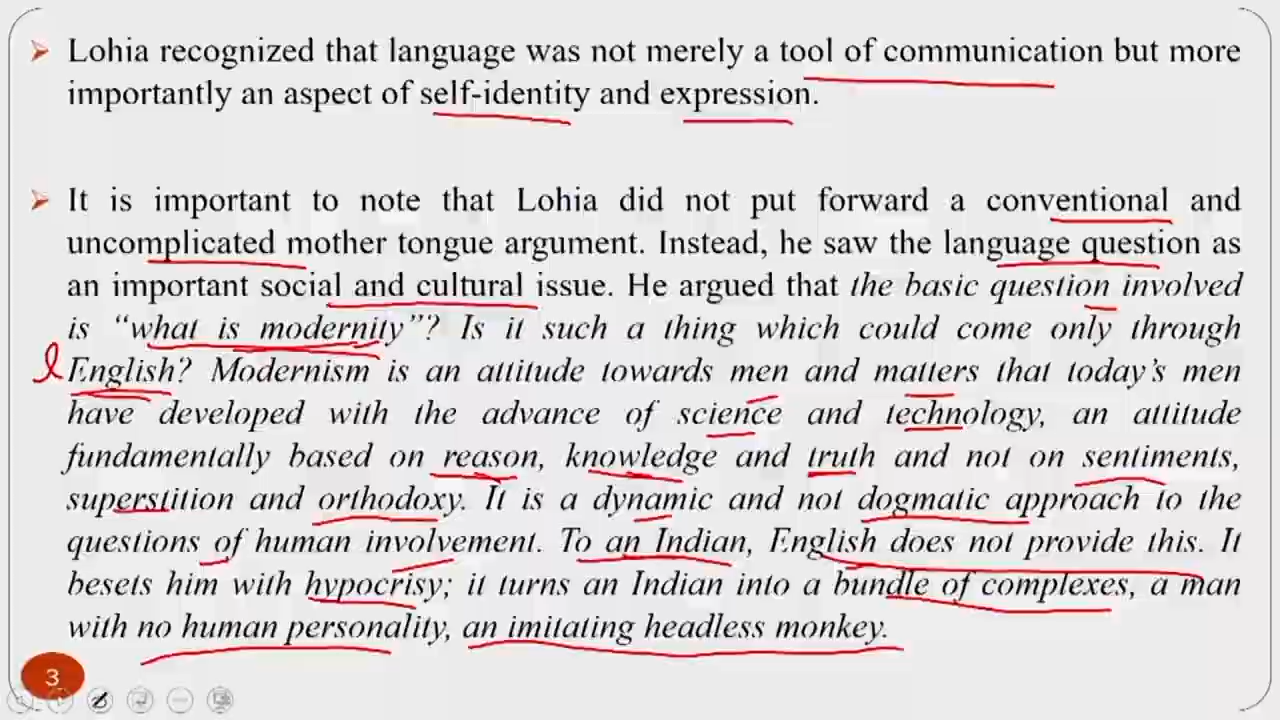 Lohia recognized that language was not merely a tool of communication but more
importantly an aspect of self-identity and expression.
It is important to note that Lohia did not put forward a conventional and
uncomplicated mother tongue argument. Instead, he saw the language question as
an important social and cultural issue. He argued that the basic question involved
is “what is modernity”? Is it such a thing which could come only through
English? Modernism is an attitude towards men and matters that today’s men
have developed with the advance of science and technology, an attitude
fundamentally based on reason, knowledge and truth and not on sentiments,
superstition and orthodoxy. It is a dynamic and not dogmatic approach to the
questions of human involvement. To an Indian, English does not provide this. It
besets him with hypocrisy; it turns an Indian into a bundle of complexes, a man
with no human personality, an imitating headless monkey.
3